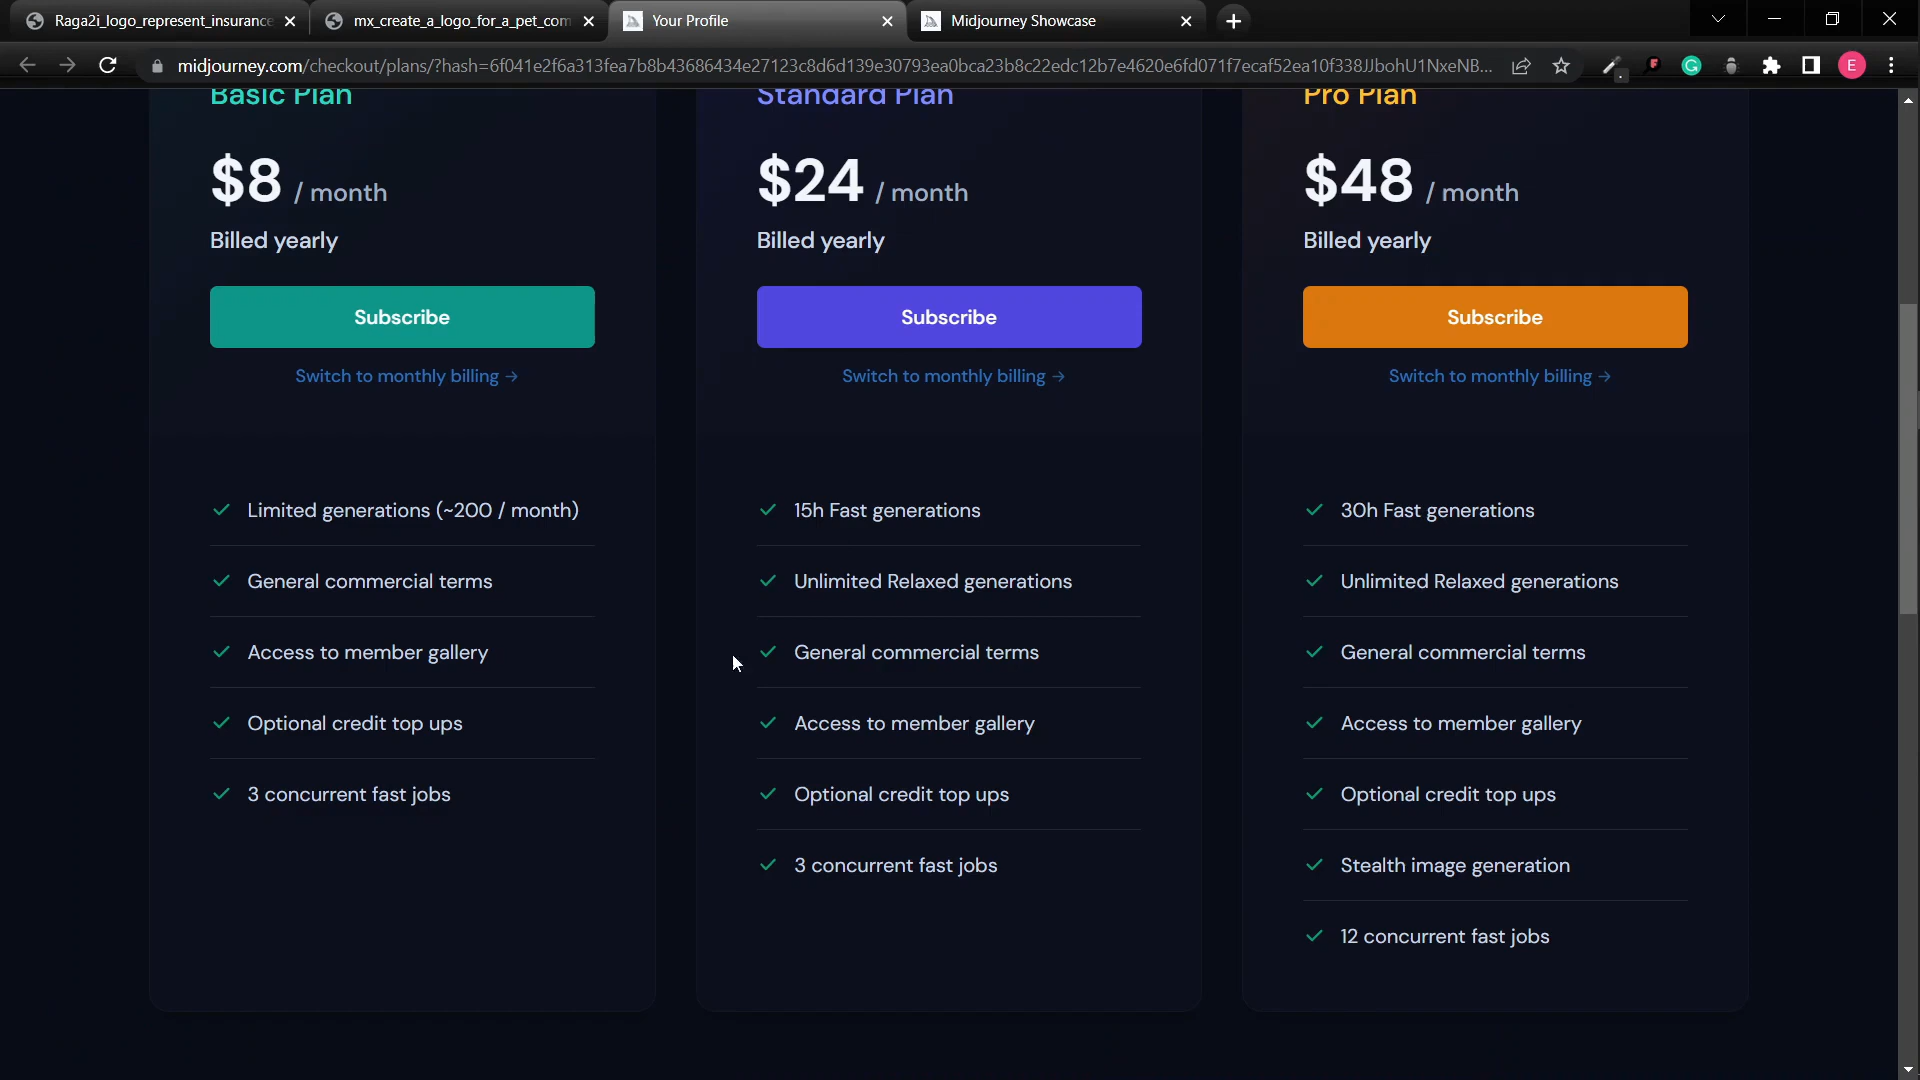 Raga2i_logo_represent_insurance
mx_create_a_logo_for_a_pet_com
Your Profile
Midjourney Showcase
midjourney.com/checkout/plans/?hash=6f041e2f6a313fea7b8b43686434e27123c8d6d139e30793ea0bca23b8c22edc12b7e4620e6fd071f7ecaf52ea10f338JJbohU1NxeNB...
E
Basic Plan
$8 / month
Billed yearly
Subscribe
Switch to monthly billing →
Limited generations (~200 / month)
General commercial terms
Access to member gallery
Optional credit top ups
3 concurrent fast jobs
Standard Plan
$24 / month
Billed yearly
Subscribe
Switch to monthly billing →
15h Fast generations
Unlimited Relaxed generations
General commercial terms
Access to member gallery
Optional credit top ups
3 concurrent fast jobs
Pro Plan
$48 / month
Billed yearly
Subscribe
Switch to monthly billing →
30h Fast generations
Unlimited Relaxed generations
General commercial terms
Access to member gallery
Optional credit top ups
Stealth image generation
12 concurrent fast jobs